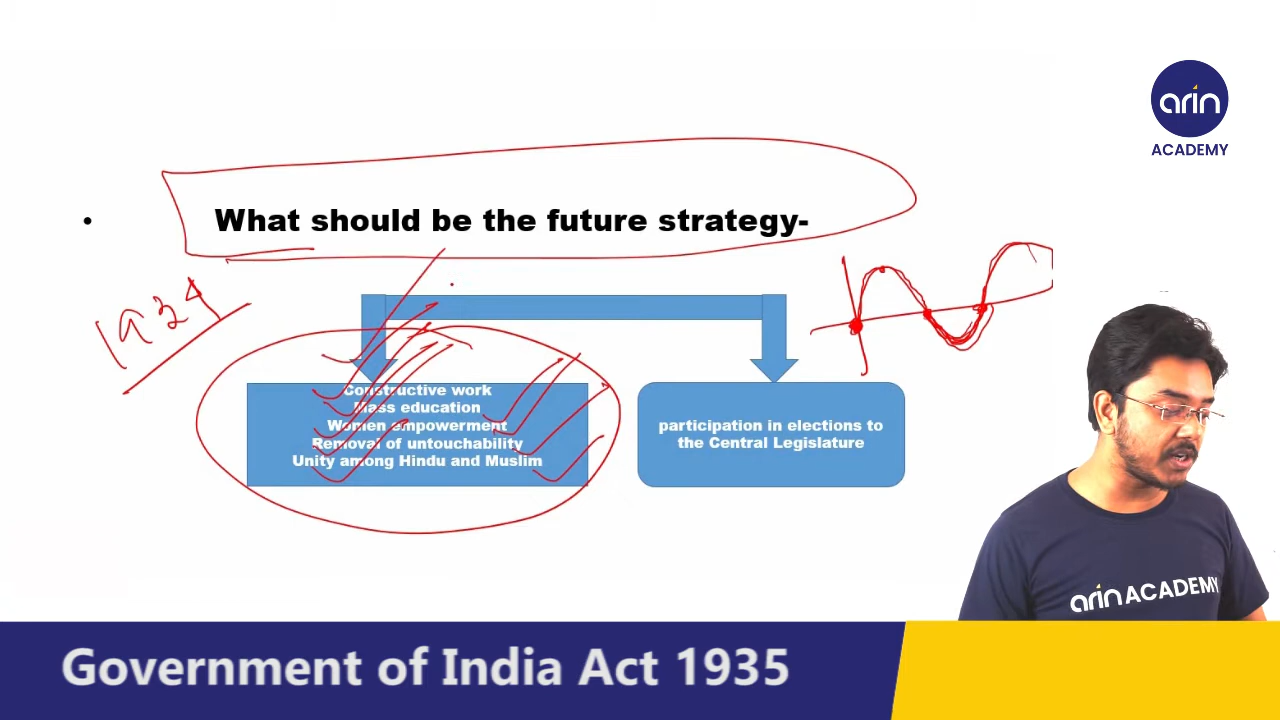 arin
ACADEMY
What should be the future strategy-
1924
Constructive work
Mass education
Women empowerment
Removal of untouchability
Unity among Hindu and Muslim
participation in elections to
the Central Legislature
arin ACADEMY
Government of India Act 1935